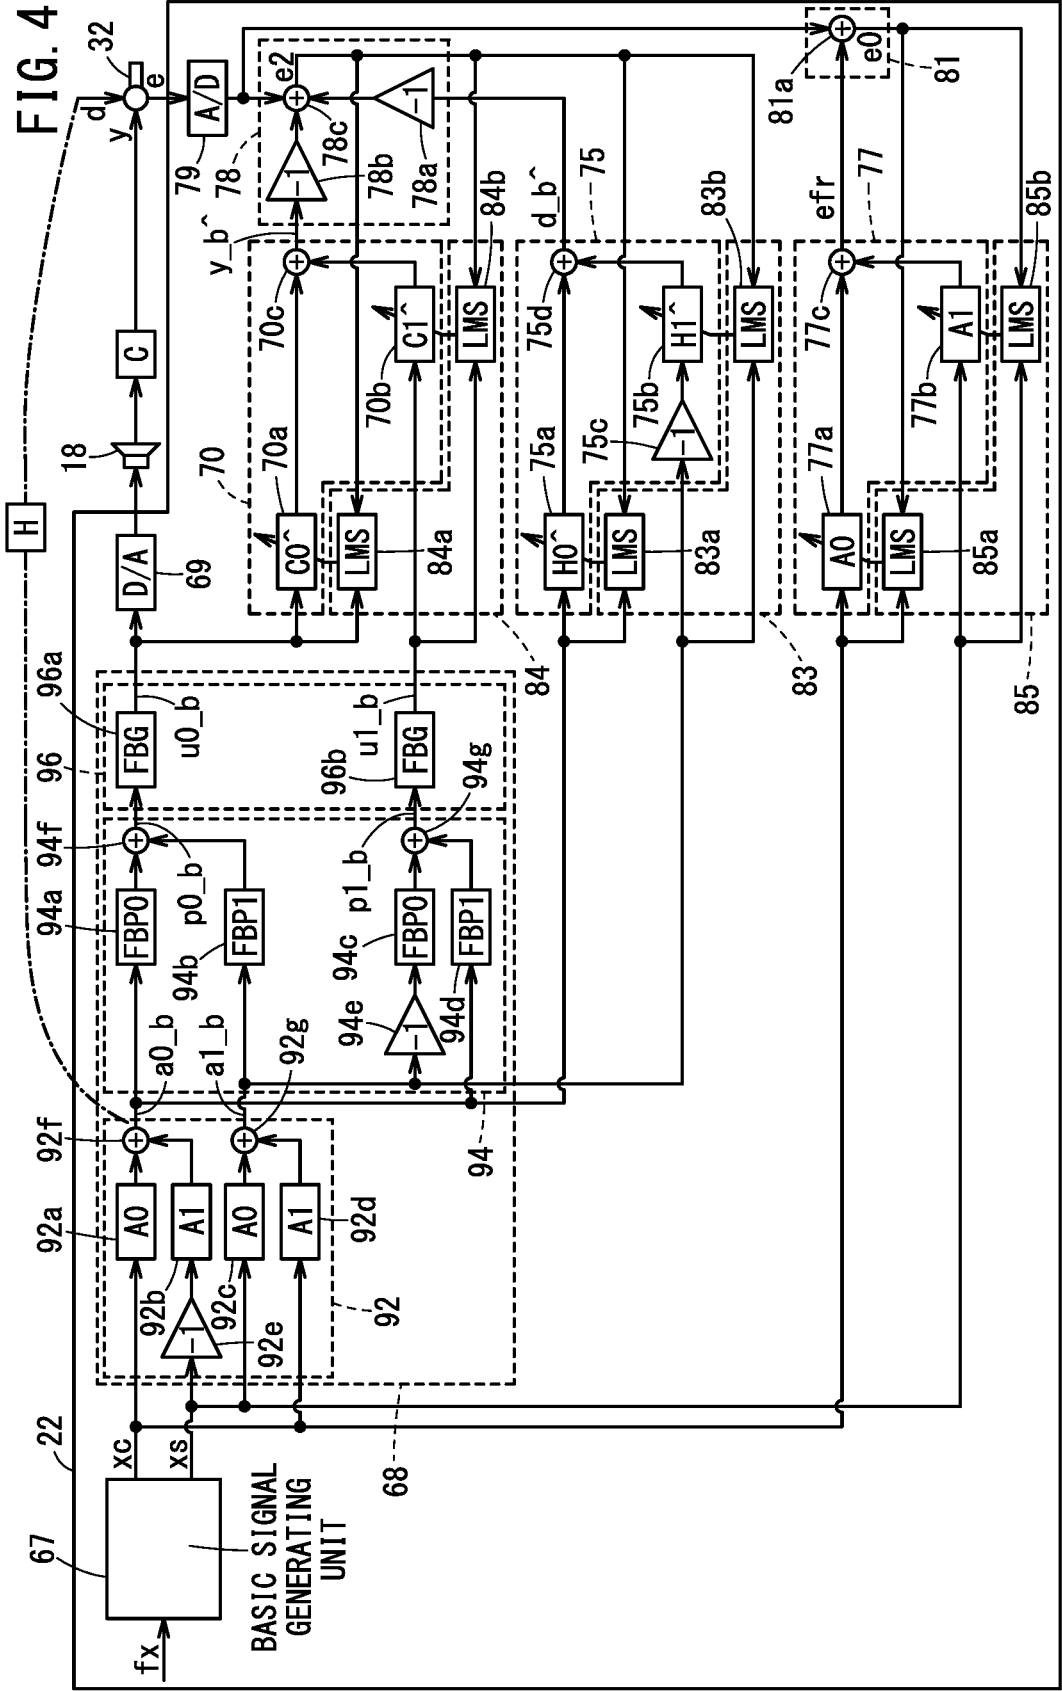 FIG. 4
22
67
fx
BASIC SIGNAL
GENERATING
UNIT
xc
xs
68
92
92a
A0
92b
A1
92c
A0
92d
A1
92e
-1
92f
92g
a0_b
a1_b
94
94a
FBP0
94b
FBP1
94c
FBP0
94d
FBP1
94e
-1
94f
94g
p0_b
p1_b
96
96a
FBG
96b
FBG
u0_b
u1_b
H
D/A
69
18
C
d
y
e
32
A/D
79
70
70a
C0^
70b
C1^
70c
y_b^
84
84a
LMS
84b
LMS
78
78a
-1
78b
-1
78c
e2
75
75a
H0^
75b
H1^
75c
-1
75d
d_b^
83
83a
LMS
83b
LMS
77
77a
A0
77b
A1
77c
efr
85
85a
LMS
85b
LMS
81
81a
e0